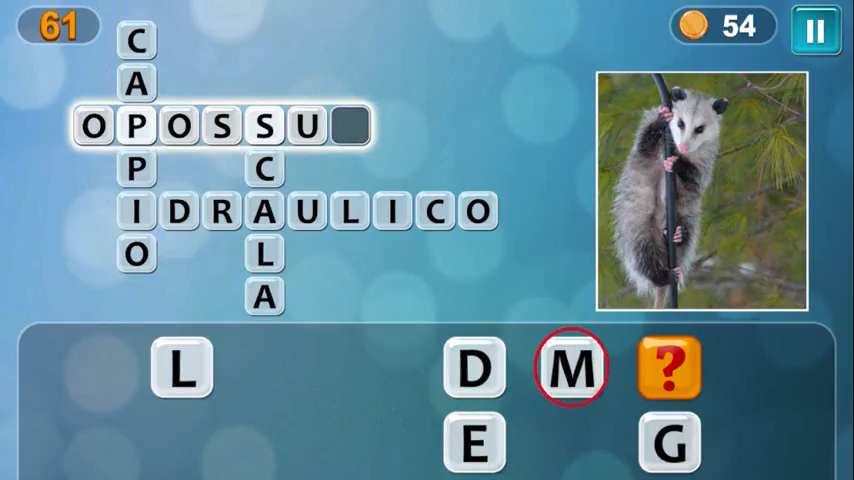 61
54
C
A
OPOSSU
P C
IDRAULICO
O L
A
L D M ?
E G